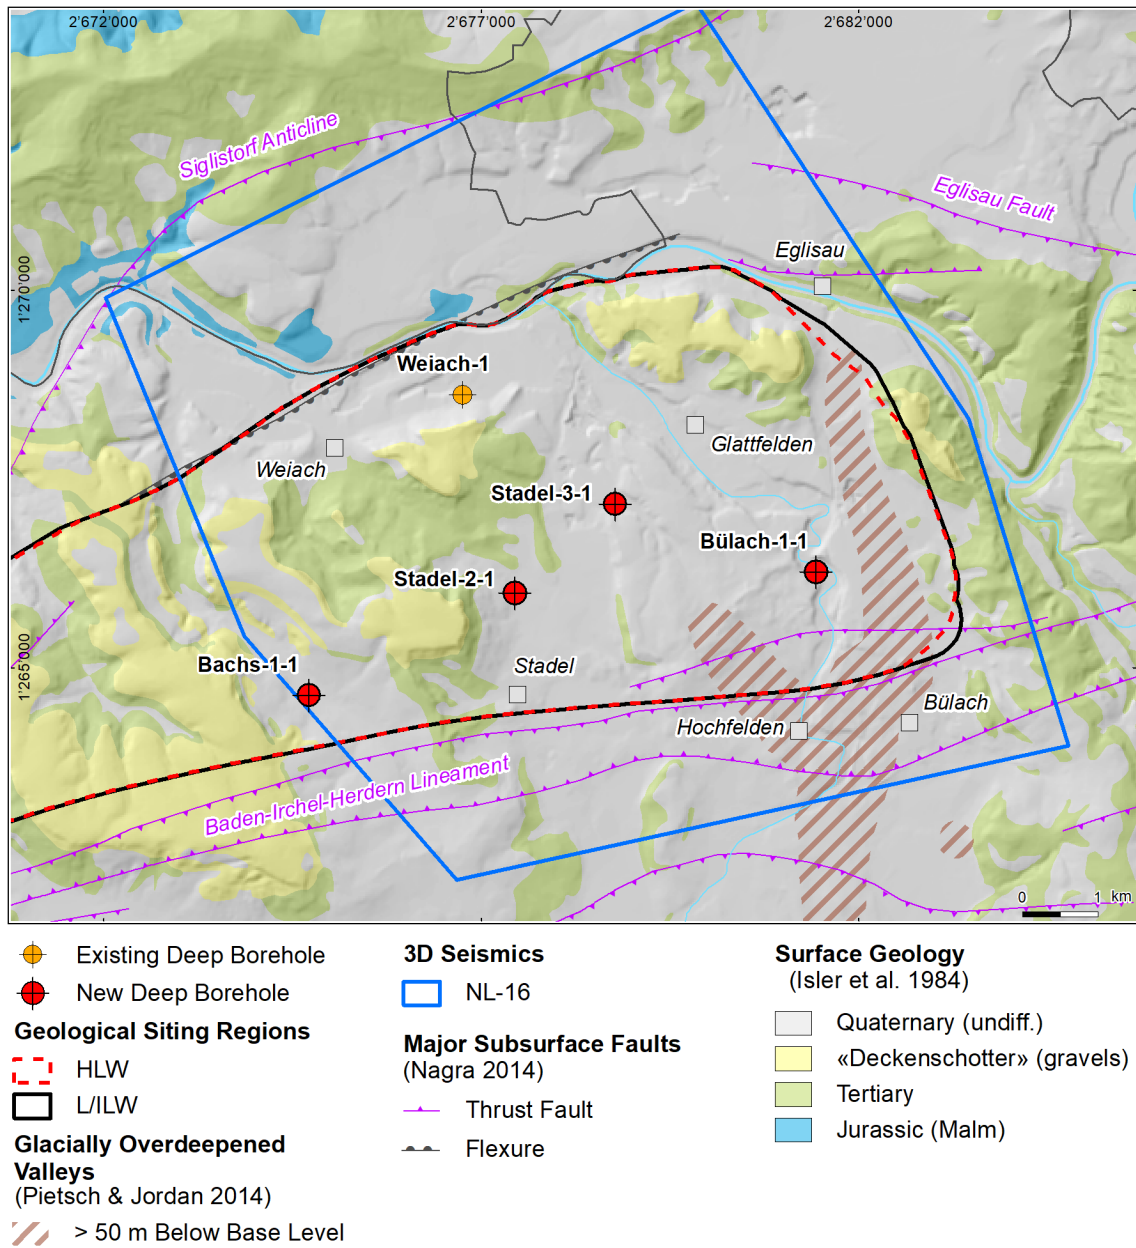 2'672'000
2'677'000
2'682'000
Siglistorf Anticline
Eglisau Fault
Eglisau
1'270'000
Weiach-1
Glattfelden
Weiach
Stadel-3-1
Bülach-1-1
Stadel-2-1
1'265'000
Bachs-1-1
Stadel
Bülach
Hochfelden
Baden-Irchel-Herdern Lineament
0 1 km
Existing Deep Borehole
New Deep Borehole
Geological Siting Regions
HLW
L/ILW
Glacially Overdeepened
Valleys
(Pietsch & Jordan 2014)
> 50 m Below Base Level
3D Seismics
NL-16
Major Subsurface Faults
(Nagra 2014)
Thrust Fault
Flexure
Surface Geology
(Isler et al. 1984)
Quaternary (undiff.)
«Deckenschotter» (gravels)
Tertiary
Jurassic (Malm)